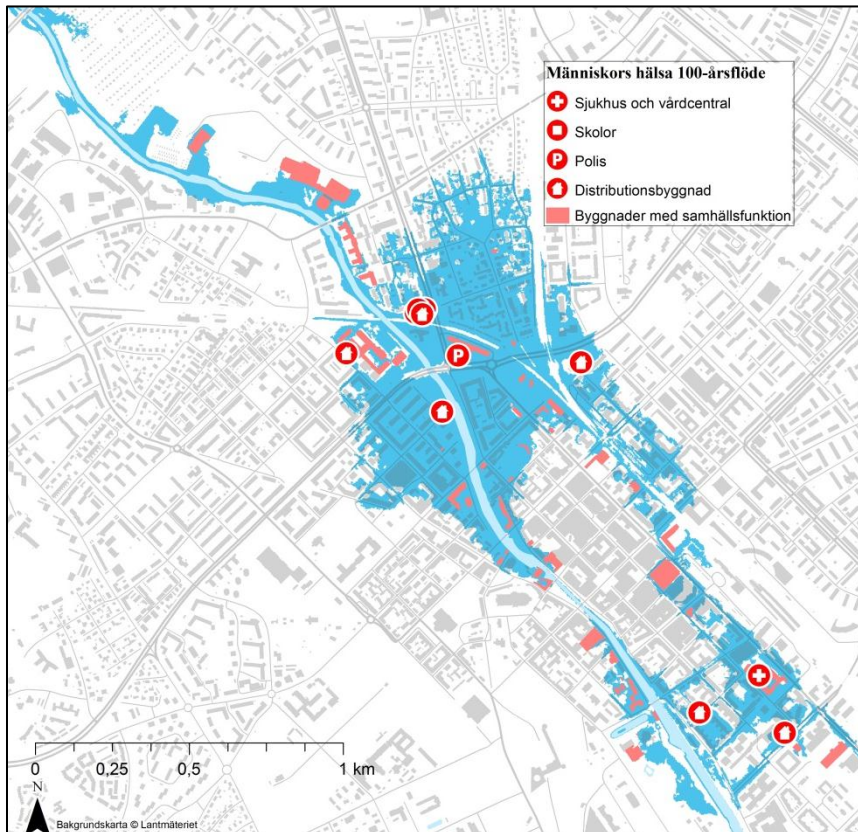 Människors hälsa 100-årsflöde
Sjukhus och vårdcentral
Skolor
P Polis
Distributionsbyggnad
Byggnader med samhällsfunktion
P
0 0,25 0,5 1 km
N
Bakgrundskarta © Lantmäteriet